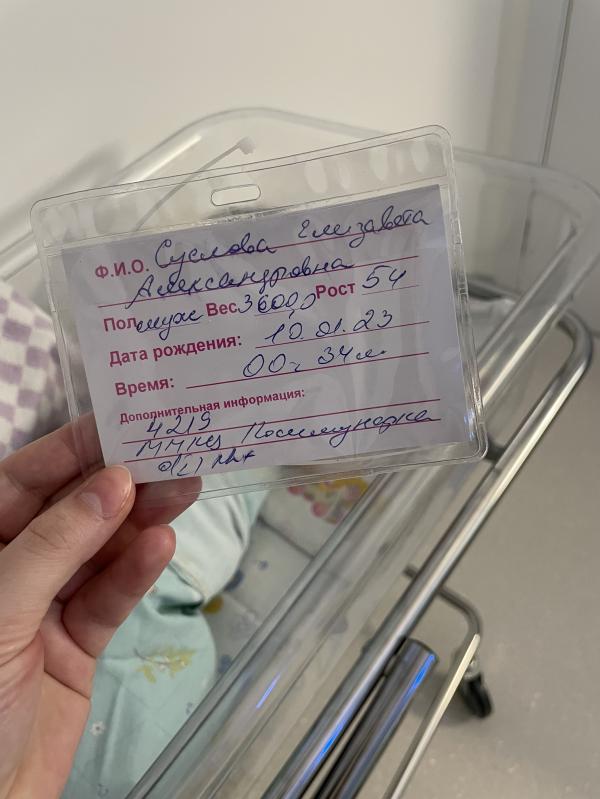 Ф.И.О. Суслова Елизавета
Александровна
Пол муж Вес 3600,0 Рост 54
Дата рождения: 10.01.23
Время: 00ч 34м
Дополнительная информация:
4219
ММКЦ Коммунарка